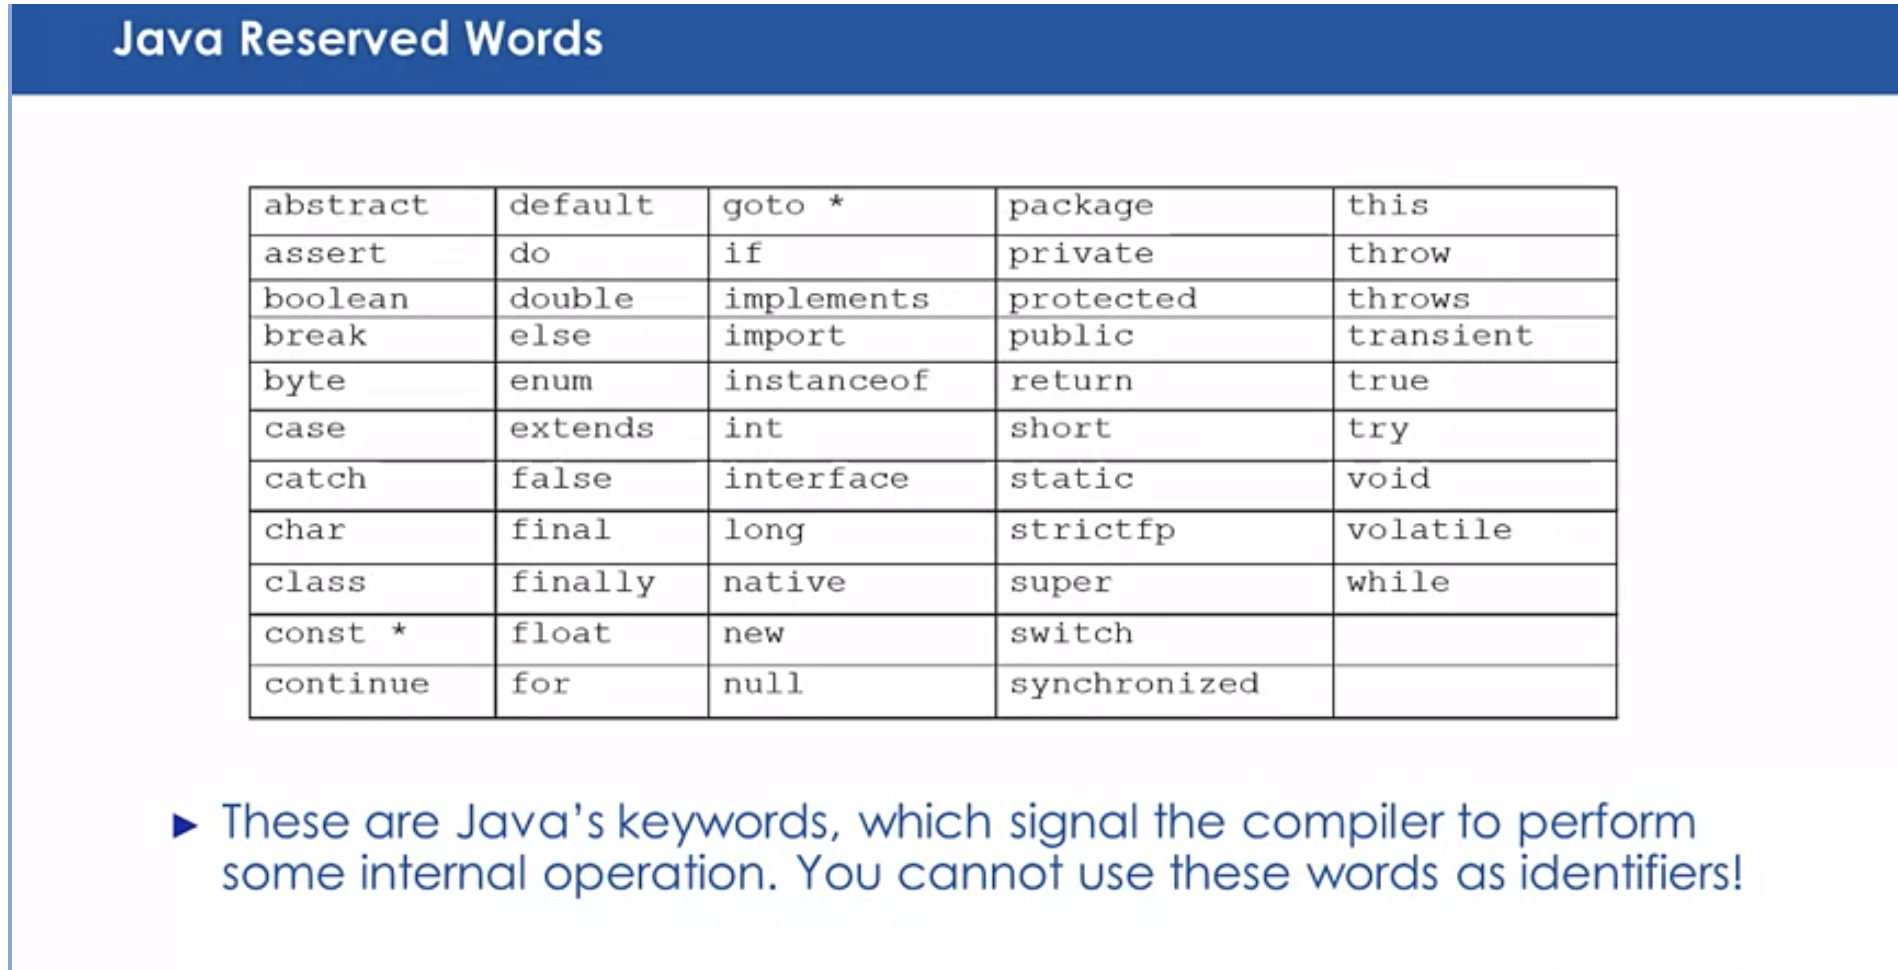 Java Reserved Words
abstract default goto * package this
assert do if private throw
boolean double implements protected throws
break else import public transient
byte enum instanceof return true
case extends int short try
catch false interface static void
char final long strictfp volatile
class finally native super while
const * float new switch
continue for null synchronized
► These are Java's keywords, which signal the compiler to perform
some internal operation. You cannot use these words as identifiers!